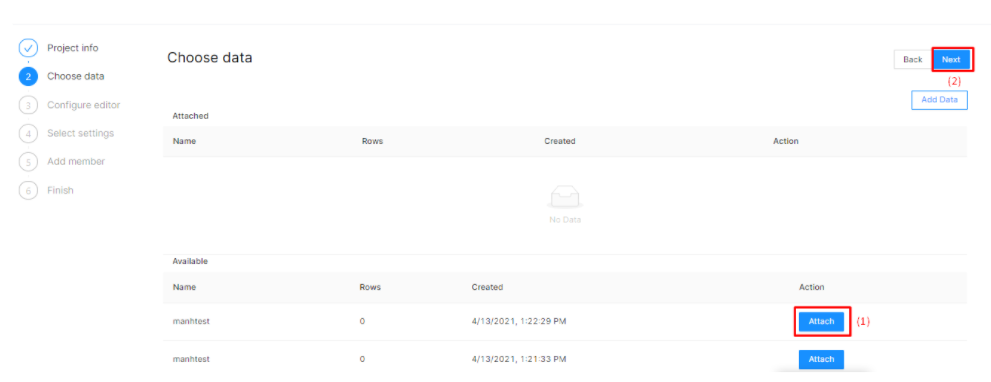 Project info
2 Choose data
3 Configure editor
4 Select settings
5 Add member
6 Finish
Choose data
Back Next
(2)
Add Data
Attached
Name Rows Created Action
No Data
Available
Name Rows Created Action
manhtest 0 4/13/2021, 1:22:29 PM Attach (1)
manhtest 0 4/13/2021, 1:21:33 PM Attach